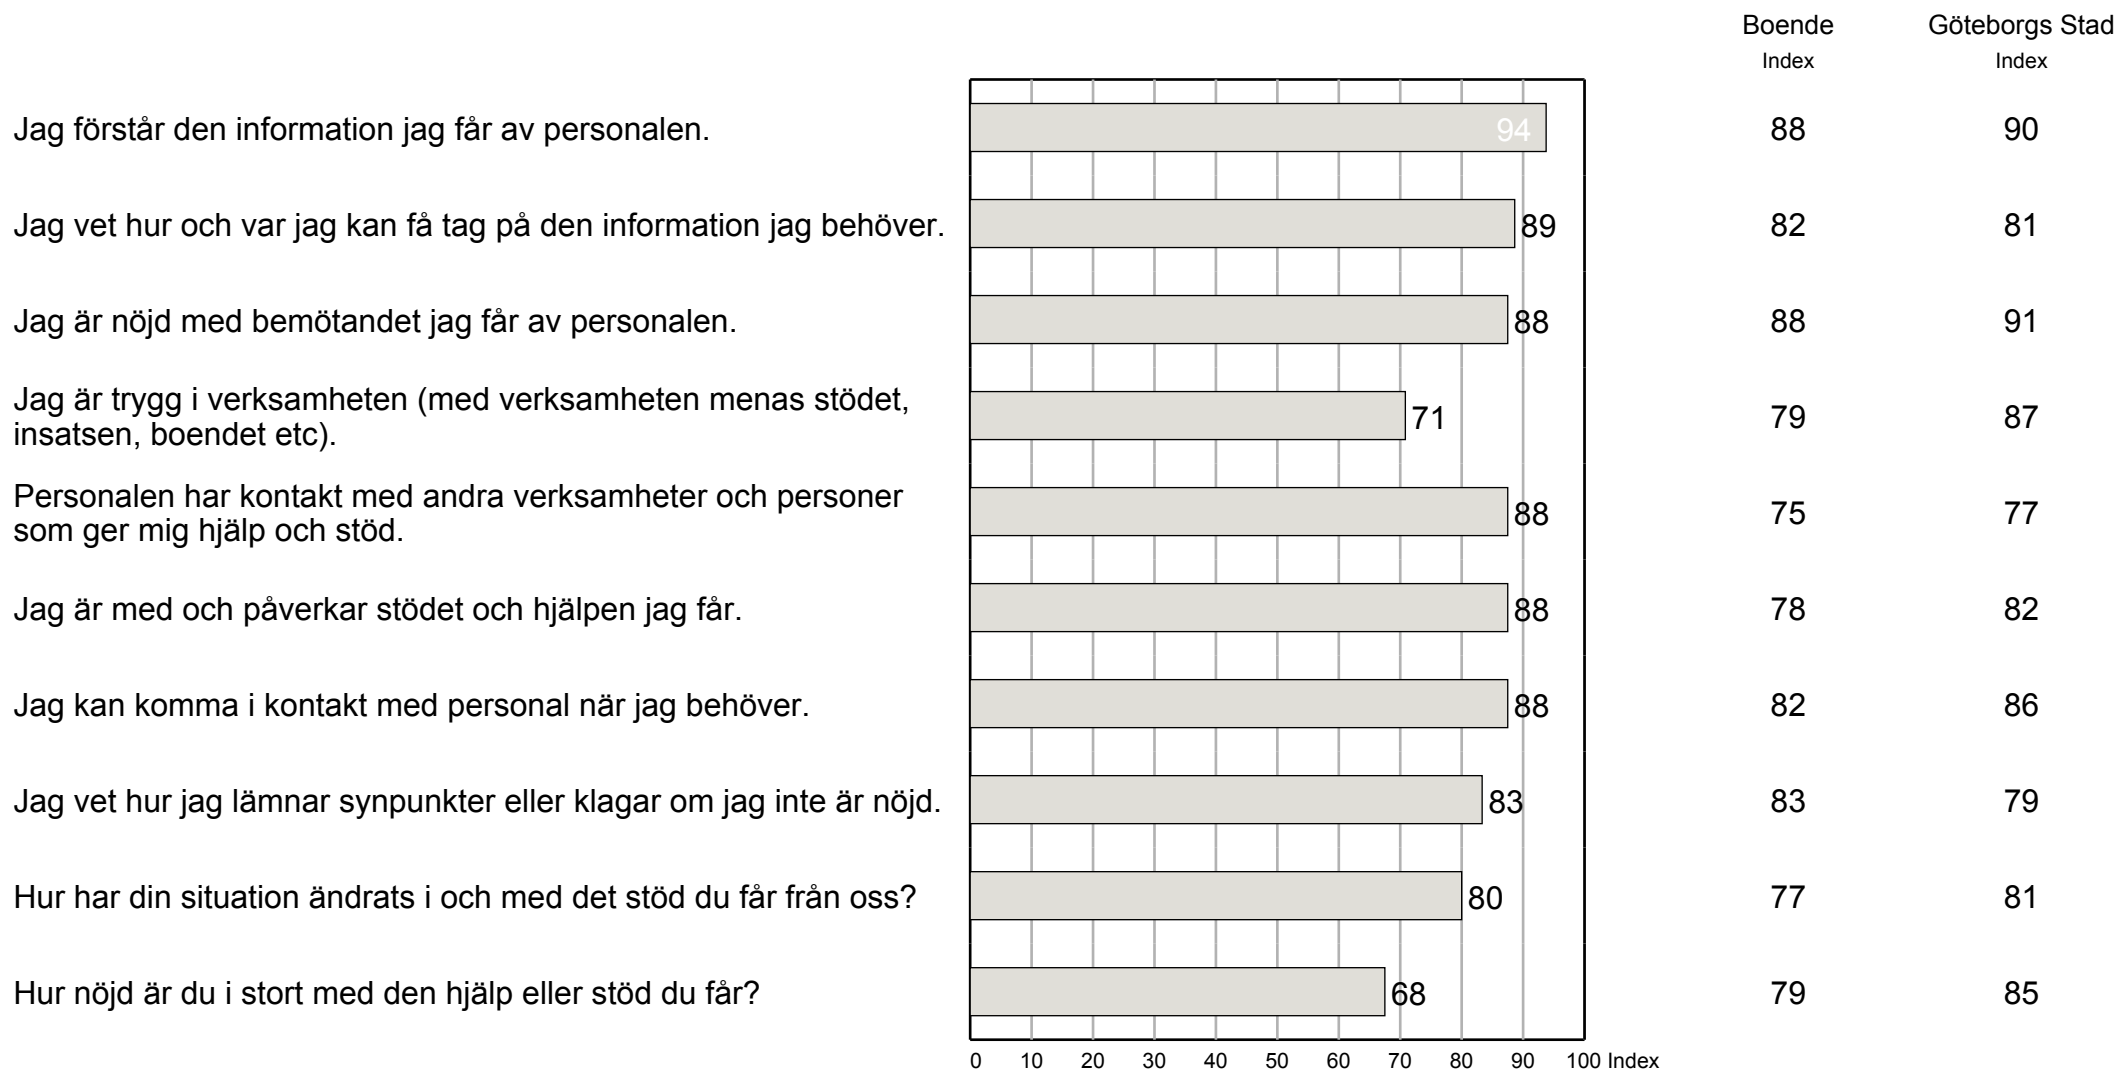 Boende Göteborgs Stad
Index Index
Jag förstår den information jag får av personalen. 94 88 90
Jag vet hur och var jag kan få tag på den information jag behöver. 89 82 81
Jag är nöjd med bemötandet jag får av personalen. 88 88 91
Jag är trygg i verksamheten (med verksamheten menas stödet,
insatsen, boendet etc). 71 79 87
Personalen har kontakt med andra verksamheter och personer
som ger mig hjälp och stöd. 88 75 77
Jag är med och påverkar stödet och hjälpen jag får. 88 78 82
Jag kan komma i kontakt med personal när jag behöver. 88 82 86
Jag vet hur jag lämnar synpunkter eller klagar om jag inte är nöjd. 83 83 79
Hur har din situation ändrats i och med det stöd du får från oss? 80 77 81
Hur nöjd är du i stort med den hjälp eller stöd du får? 68 79 85
0 10 20 30 40 50 60 70 80 90 100 Index